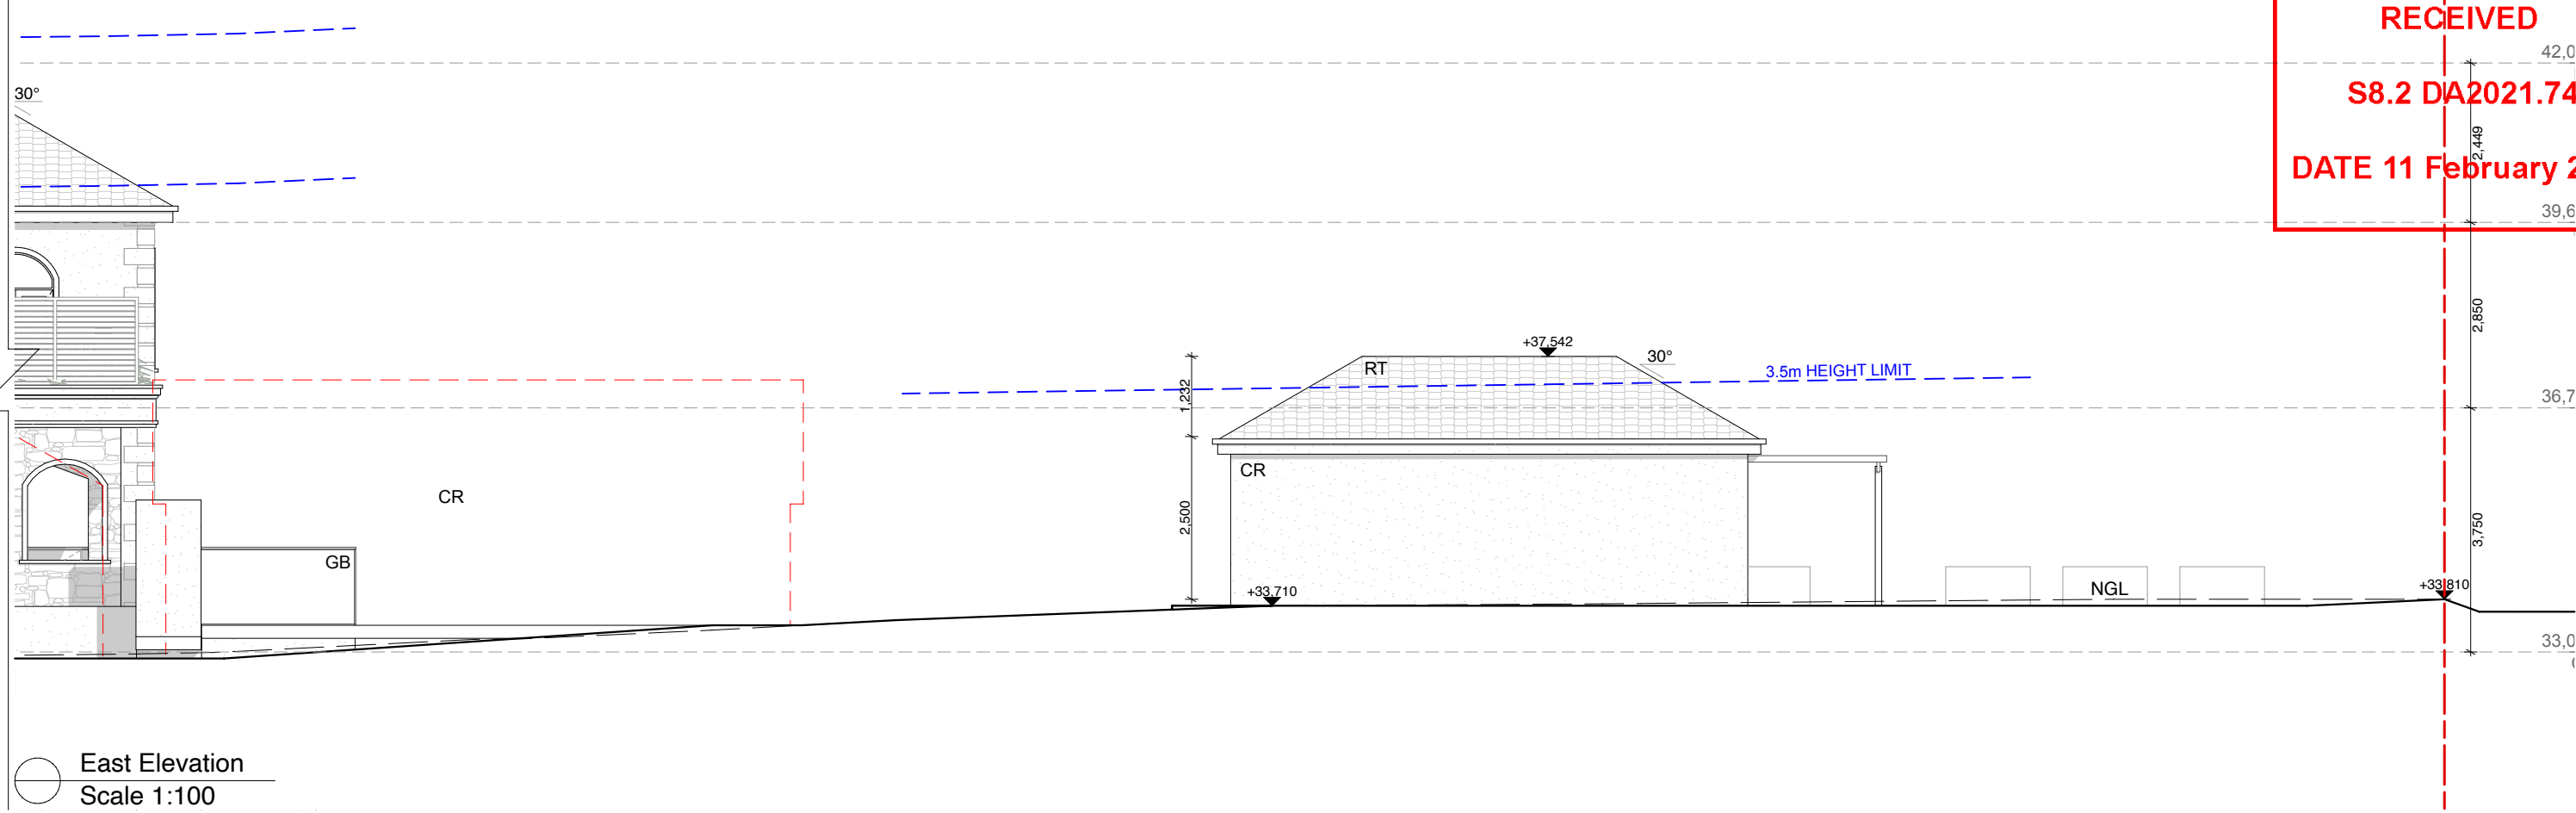 RECEIVED
42,0
S8.2 DA2021.74
2,449
DATE 11 February 2
39,6
30°
2,850
+37,542
30°
RT
3.5m HEIGHT LIMIT
1,232
36,7
CR
CR
2,500
3,750
GB
+33,710
NGL
+33,810
33,0
East Elevation
Scale 1:100